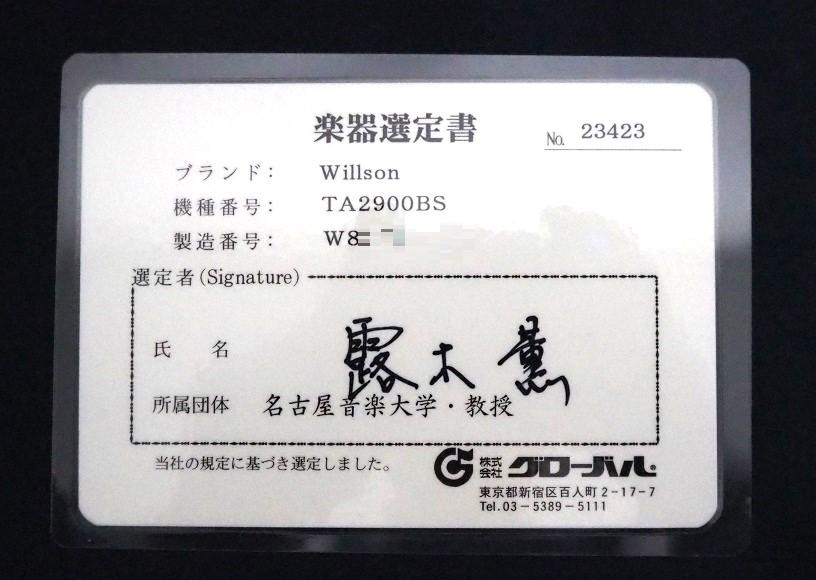 楽器選定書
No. 23423
ブランド: Willson
機種番号: TA2900BS
製造番号: W8
選定者(Signature)
氏 名 露木薫
所属団体 名古屋音楽大学・教授
当社の規定に基づき選定しました。
株式会社 グローバル
東京都新宿区百人町2-17-7
Tel.03-5389-5111